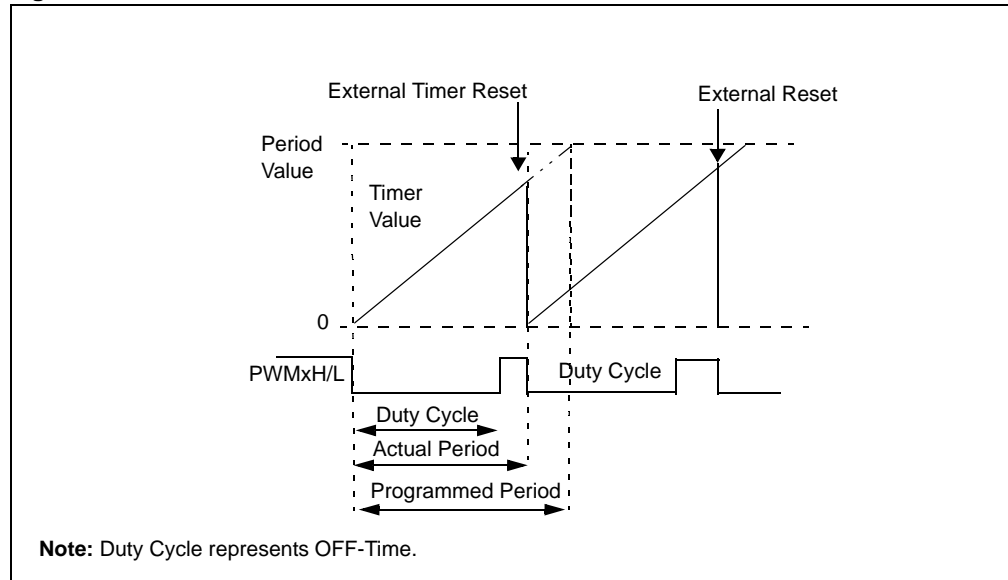 External Timer Reset
External Reset
Period
Value
Timer
Value
0
PWMxH/L
Duty Cycle
Duty Cycle
Actual Period
Programmed Period
Note: Duty Cycle represents OFF-Time.